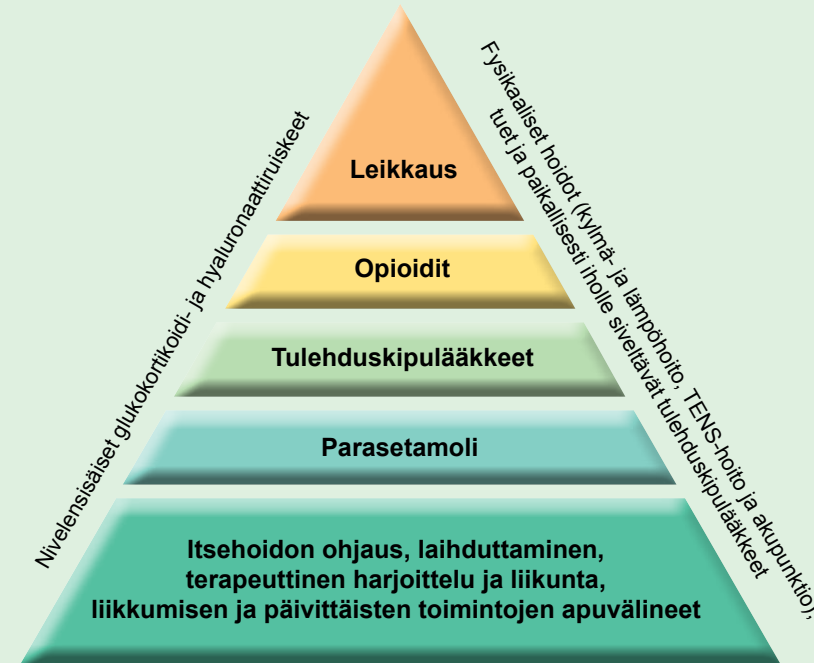 Nivelensisäiset glukokortikoidi- ja hyaluronaattiruiskeet
Fysikaaliset hoidot (kylmä- ja lämpöhoito, TENS-hoito ja akupunktio),
tuet ja paikallisesti iholle siveltävät tulehduskipulääkkeet
Leikkaus
Opioidit
Tulehduskipulääkkeet
Parasetamoli
Itsehoidon ohjaus, laihduttaminen,
terapeuttinen harjoittelu ja liikunta,
liikkumisen ja päivittäisten toimintojen apuvälineet